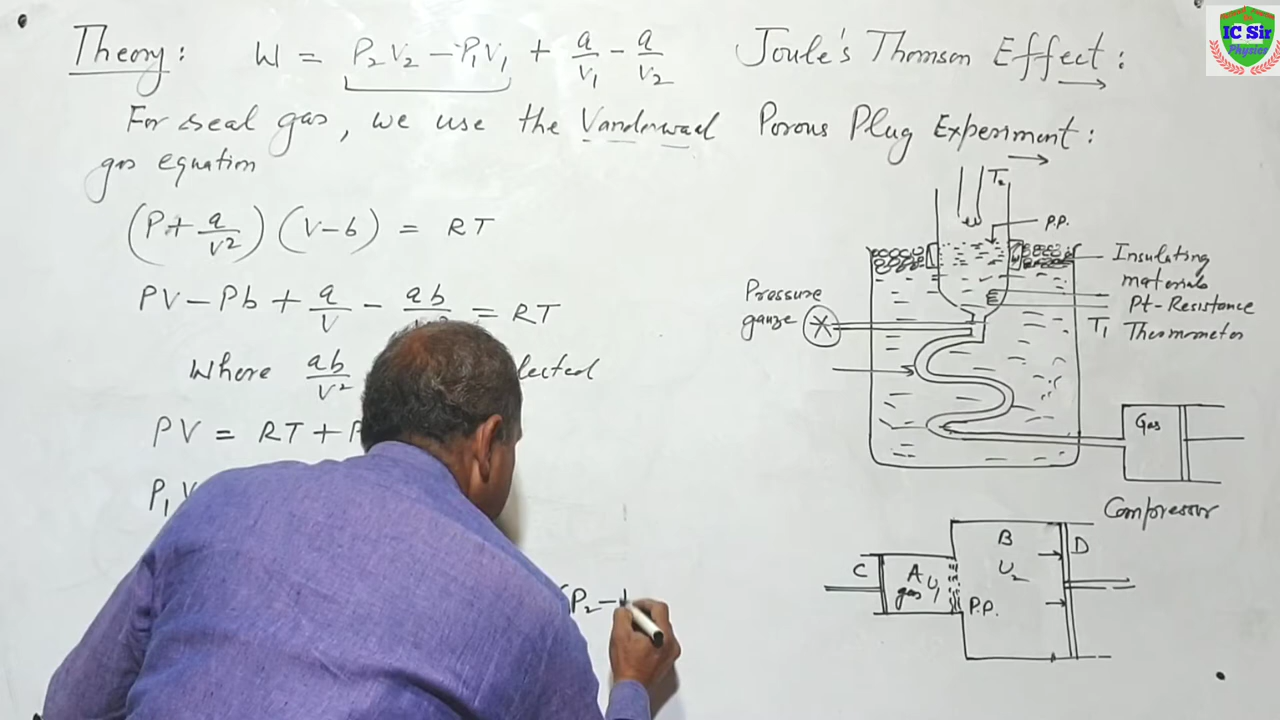 Theory: W = P₂V₂ - P₁V₁ + a/V₁ - a/V₂
For real gas, we use the Vanderwaal
gas equation
(P + a/V²) (V-b) = RT
PV - Pb + a/V - ab/V² = RT
Where ab/V²
PV = RT +
P₁V
(P₂ -
Joule's Thomson Effect:
Porous Plug Experiment:
T₂
P.P.
Insulating
materials
Pt-Resistance
Thermometer
T₁
Pressure
gauze
Gas
Compressor
C
A U₁
gas
P.P.
B
U₂
D
IC Sir
Physics